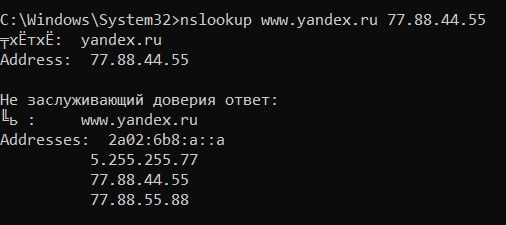 C:\Windows\System32>nslookup www.yandex.ru 77.88.44.55
╤хЁтхЁ:  yandex.ru
Address:  77.88.44.55

Не заслуживающий доверия ответ:
╚ь :     www.yandex.ru
Addresses:  2a02:6b8:a::a
          5.255.255.77
          77.88.44.55
          77.88.55.88